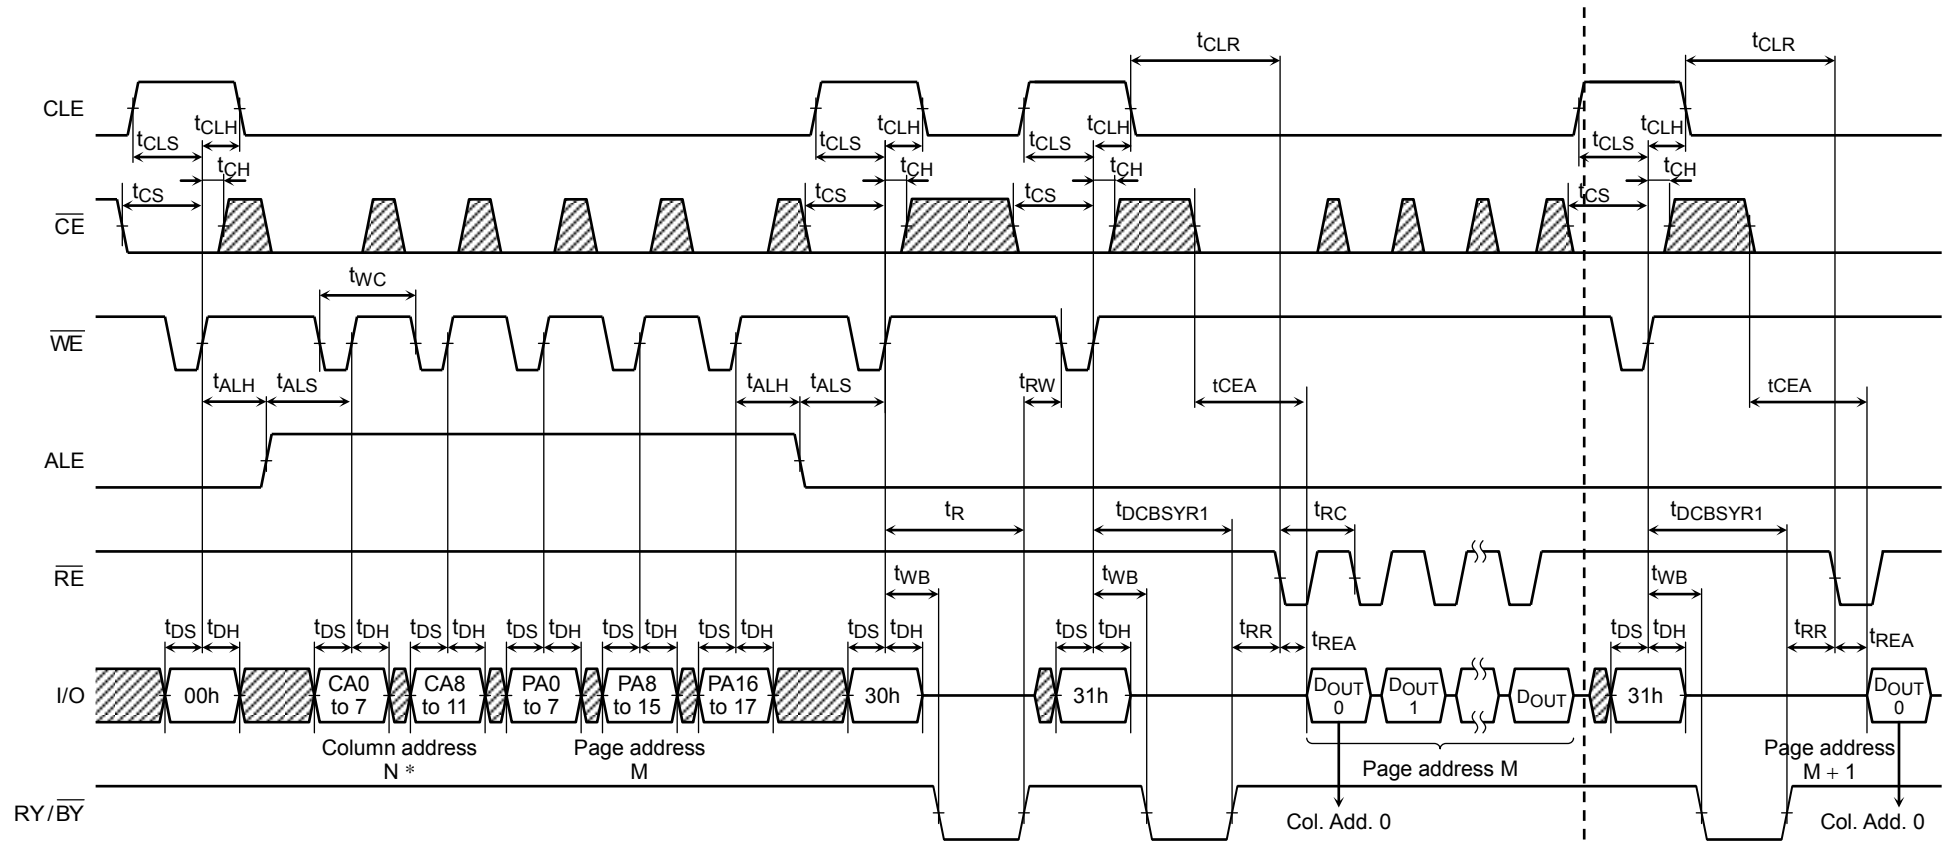 tCLR tCLR
CLE
tCLH tCLH tCLH tCLH
tCLS tCLS tCLS tCLS
tCH tCH tCH tCH
tCS tCS tCS tCS
CE
tWC
WE
tALH tALS tALH tALS tRW tCEA tCEA
ALE
tR tDCBSYR1 tRC tDCBSYR1
RE
tWB tWB tWB
tDS tDH tDS tDH tDS tDH tDS tDH tDS tDH tDS tDH tDS tDH tDS tDH tRR tREA tDS tDH tRR tREA
I/O
00h
CA0
to 7
CA8
to 11
PA0
to 7
PA8
to 15
PA16
to 17
30h
31h
DOUT
0
DOUT
1
DOUT
31h
DOUT
0
Column address
N *
Page address
M
Page address M
Page address
M + 1
RY/BY
Col. Add. 0
Col. Add. 0